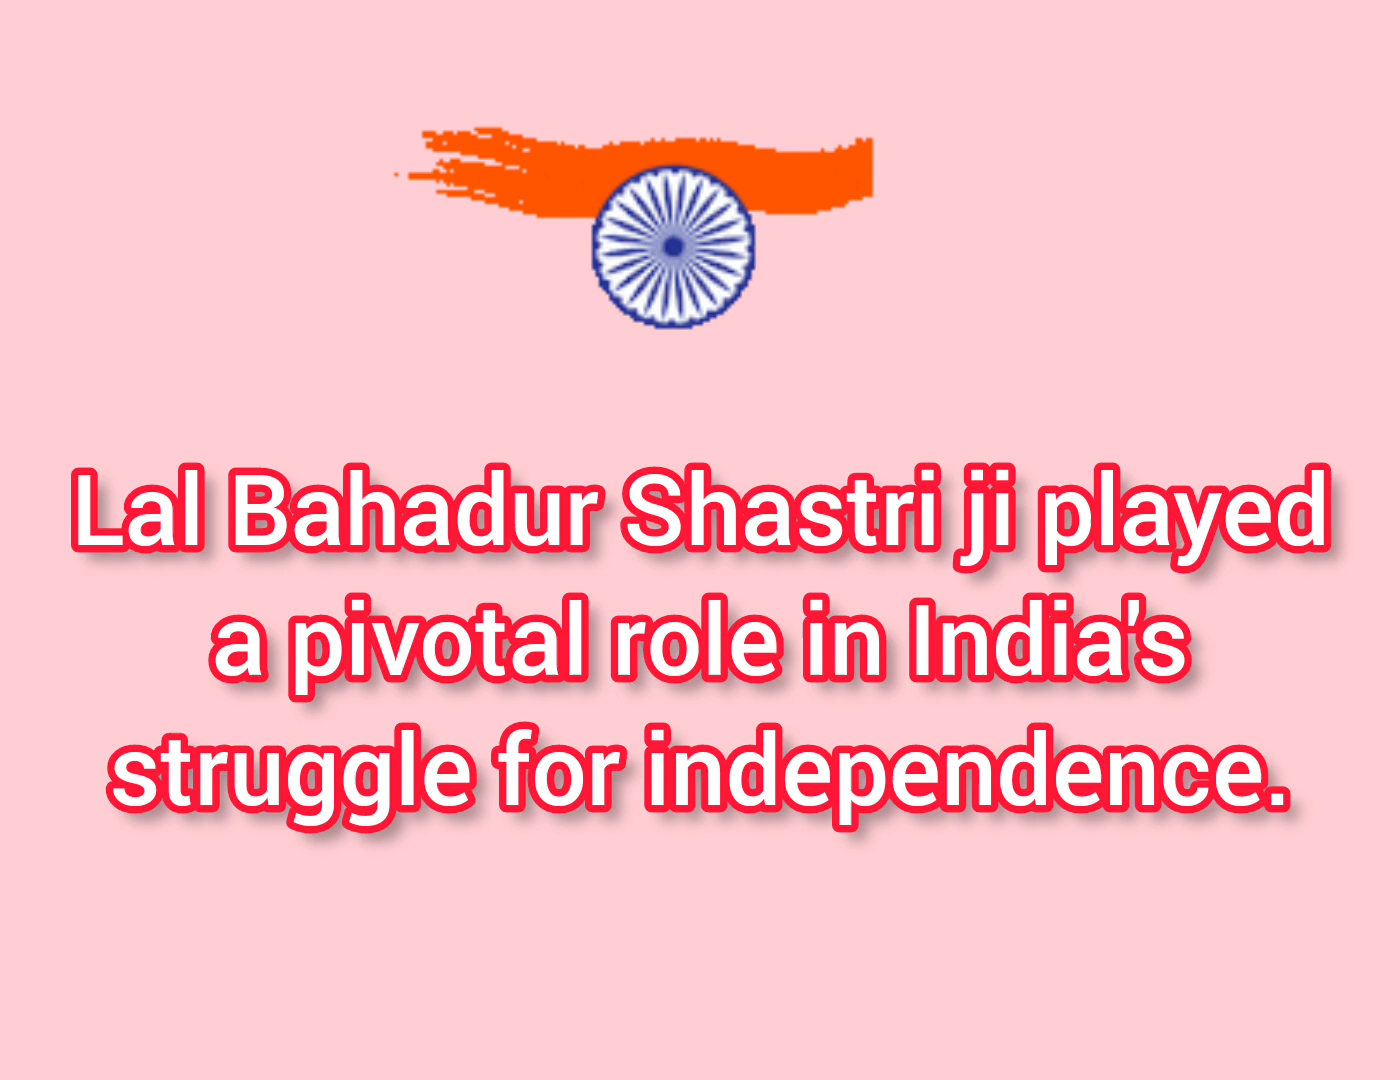 Lal Bahadur Shastri ji played
a pivotal role in India's
struggle for independence.